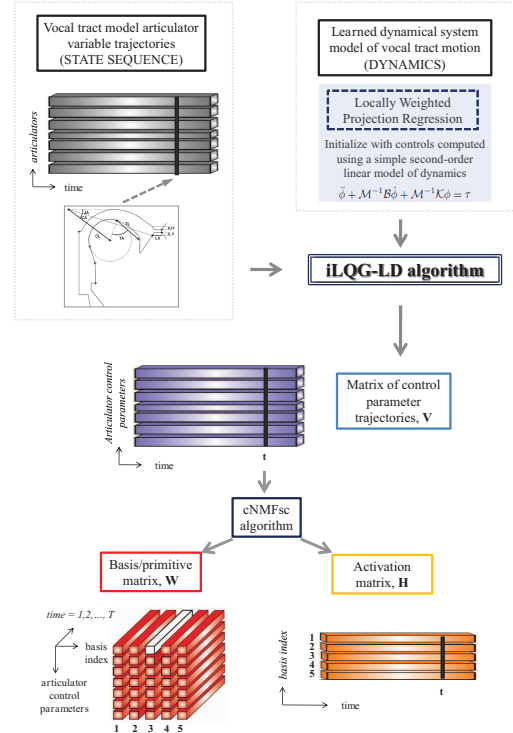 Vocal tract model articulator
variable trajectories
(STATE SEQUENCE)
articulators
time
Learned dynamical system
model of vocal tract motion
(DYNAMICS)
Locally Weighted
Projection Regression
Initialize with controls computed
using a simple second-order
linear model of dynamics
φ̈ + M⁻¹Bφ̇ + M⁻¹Kφ = τ
iLQG-LD algorithm
Articulator control
parameters
time
t
Matrix of control
parameter
trajectories, V
cNMFsc
algorithm
Basis/primitive
matrix, W
Activation
matrix, H
time = 1,2,..., T
basis
index
articulator
control
parameters
1 2 3 4 5
basis index
1
2
3
4
5
time
t